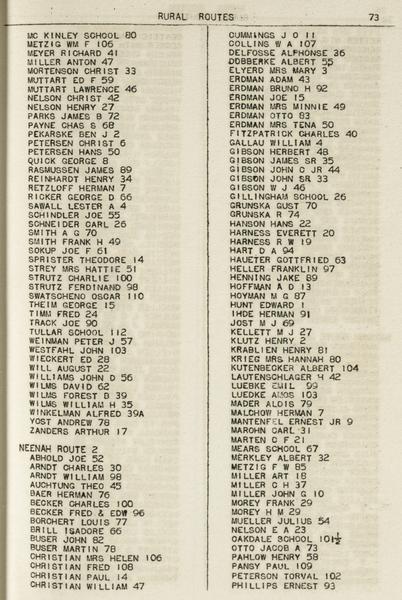 RURAL ROUTES 73
MC KINLEY SCHOOL 80
METZIG WM F 106
MEYER RICHARD 41
MILLER ANTON 47
MORTENSON CHRIST 33
MUTTART ED F 59
MUTTART LAWRENCE 46
NELSON CHRIST 42
NELSON HENRY 27
PARKS JAMES B 72
PAYNE CHAS S 68
PEKARSKE BEN J 2
PETERSEN CHRIST 6
PETERSEN HANS 50
QUICK GEORGE 8
RASMUSSEN JAMES 89
REINHARDT HENRY 34
RETZLOFF HERMAN 7
RICKER GEORGE D 66
SAWALL LESTER A 4
SCHINDLER JOE 55
SCHNEIDER CARL 26
SMITH A G 70
SMITH FRANK H 49
SOKUP JOE F 61
SPRISTER THEODORE 14
STREY MRS HATTIE 51
STRUTZ CHARLIE 100
STRUTZ FERDINAND 98
SWATSCHENO OSCAR 110
THEIM GEORGE 15
TIMM FRED 24
TRACK JOE 90
TULLAR SCHOOL 112
WEINMAN PETER J 57
WESTFAHL JOHN 103
WIECKERT ED 28
WILL AUGUST 22
WILLIAMS JOHN D 56
WILMS DAVID 62
WILMS FOREST B 39
WILMS WILLIAM H 35
WINKELMAN ALFRED 39A
YOST ANDREW 78
ZANDERS ARTHUR 17
NEENAH ROUTE 2
ABHOLD JOE 52
ARNDT CHARLES 30
ARNDT WILLIAM 98
AUCHTUNG THEO 45
BAER HERMAN 76
BECKER CHARLES 100
BECKER FRED & EDW 96
BORCHERT LOUIS 77
BRILL ISADORE 66
BUSER JOHN 82
BUSER MARTIN 78
CHRISTIAN MRS HELEN 106
CHRISTIAN FRED 108
CHRISTIAN PAUL 14
CHRISTIAN WILLIAM 47
CUMMINGS J O 11
COLLINS W A 107
DELFOSSE ALPHONSE 36
DOBBERKE ALBERT 55
ELYERD MRS MARY 3
ERDMAN ADAM 43
ERDMAN BRUNO H 92
ERDMAN JOE 15
ERDMAN MRS MINNIE 49
ERDMAN OTTO 83
ERDMAN MRS TENA 50
FITZPATRICK CHARLES 40
GALLAU WILLIAM 4
GIBSON HERBERT 48
GIBSON JAMES SR 35
GIBSON JOHN C JR 44
GIBSON JOHN SR 33
GIBSON W J 46
GILLINGHAM SCHOOL 26
GRUNSKA GUST 70
GRUNSKA R 74
HANSON HANS 22
HARNESS EVERETT 20
HARNESS R W 19
HART D A 94
HAUETER GOTTFRIED 63
HELLER FRANKLIN 97
HENNING JAKE 89
HOFFMAN A D 13
HOYMAN M G 87
HUNT EDWARD 1
IHDE HERMAN 91
JOST M J 69
KELLETT M J 27
KLUTZ HENRY 2
KRABLIEN HENRY 81
KRIEG MRS HANNAH 80
KUTENBECKER ALBERT 104
LAUTENSCHLAGER H 42
LUEBKE EMIL 99
LUEDKE AMOS 103
MADER ALOIS 79
MALCHOW HERMAN 7
MANTENFEL ERNEST JR 9
MAROHN CARL 31
MARTEN C F 21
MEARS SCHOOL 67
MERKLEY ALBERT 32
METZIG F W 85
MILLER ART 18
MILLER C H 37
MILLER JOHN G 10
MOREY FRANK 29
MOREY H M 29
MUELLER JULIUS 54
NELSON E A 23
OAKDALE SCHOOL 101½
OTTO JACOB A 73
PAHLOW HENRY 58
PANSY PAUL 109
PETERSON TORVAL 102
PHILLIPS ERNEST 93